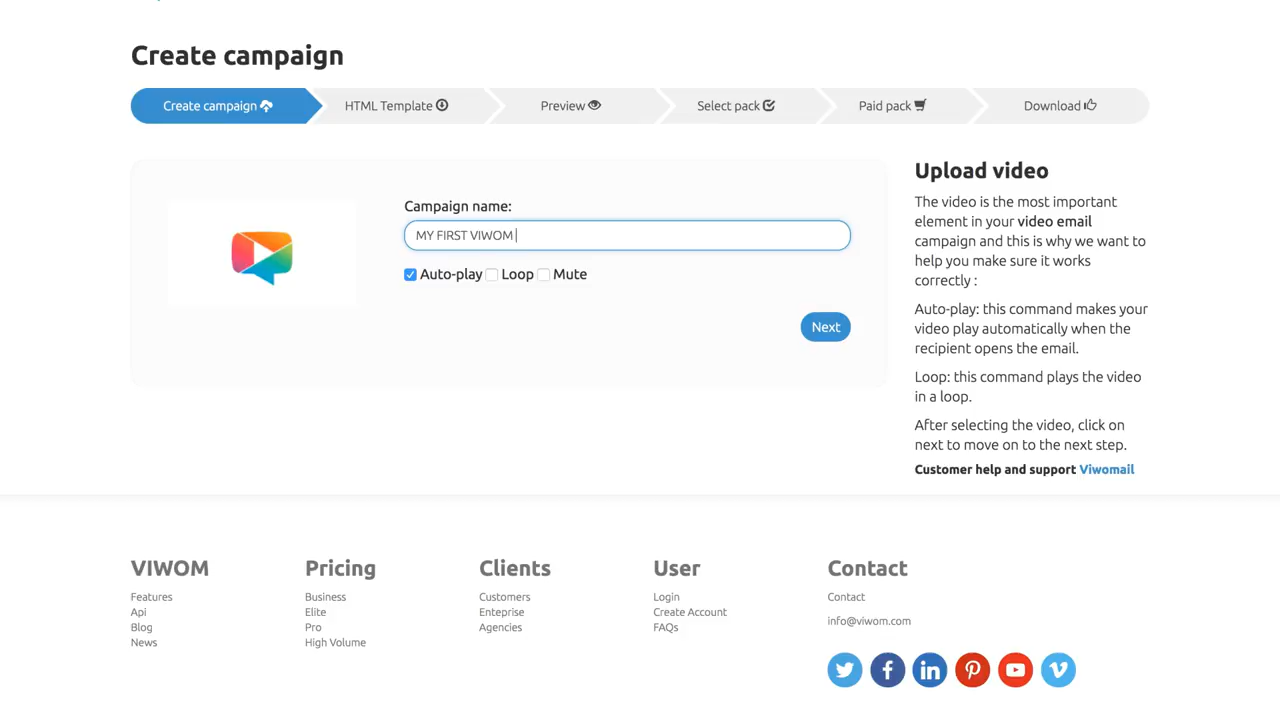 Create campaign
Create campaign
HTML Template
Preview
Select pack
Paid pack
Download
Campaign name:
MY FIRST VIWOM
Auto-play Loop Mute
Next
Upload video
The video is the most important
element in your video email
campaign and this is why we want to
help you make sure it works
correctly :
Auto-play: this command makes your
video play automatically when the
recipient opens the email.
Loop: this command plays the video
in a loop.
After selecting the video, click on
next to move on to the next step.
Customer help and support Viwomail
VIWOM
Features
Api
Blog
News
Pricing
Business
Elite
Pro
High Volume
Clients
Customers
Enteprise
Agencies
User
Login
Create Account
FAQs
Contact
Contact
info@viwom.com